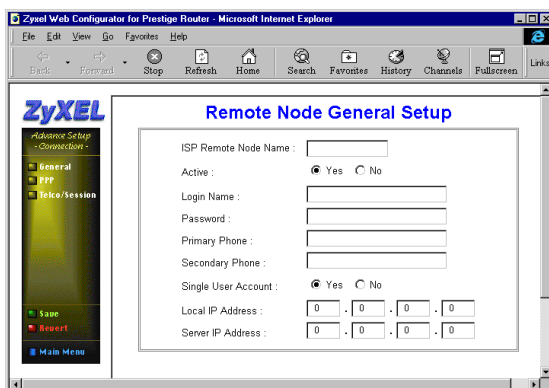 Zyxel Web Configurator for Prestige Router - Microsoft Internet Explorer
File Edit View Go Favorites Help
Back Forward Stop Refresh Home Search Favorites History Channels Fullscreen Links
ZyXEL
Advance Setup
- Connection -
General
PPP
Telco/Session
Save
Revert
Main Menu
Remote Node General Setup
ISP Remote Node Name :
Active : Yes No
Login Name :
Password :
Primary Phone :
Secondary Phone :
Single User Account : Yes No
Local IP Address : 0 . 0 . 0 . 0
Server IP Address : 0 . 0 . 0 . 0